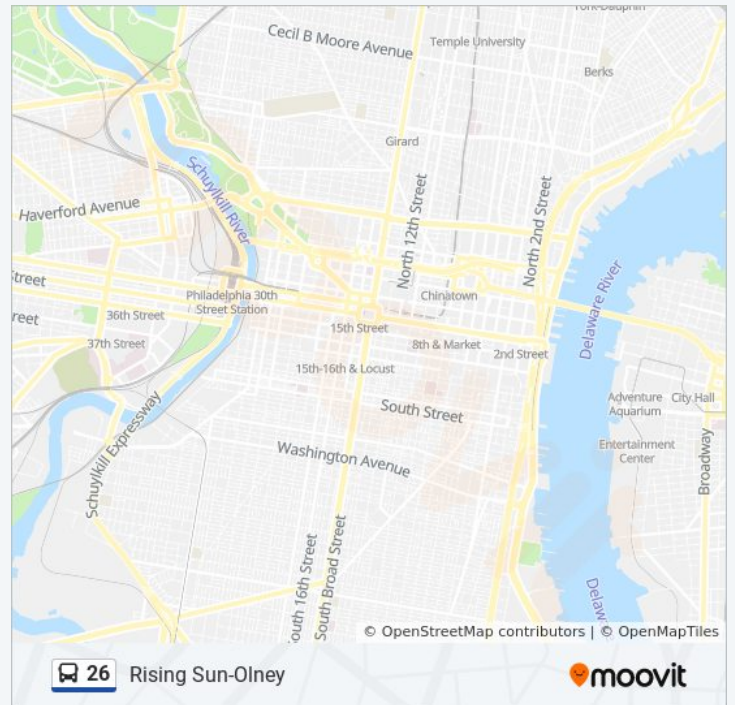 York-Dauphin
Cecil B Moore Avenue
Temple University
Berks
Girard
Schuylkill River
Haverford Avenue
North 12th Street
North 2nd Street
Delaware River
Street
Philadelphia 30th
Street Station
Chinatown
reet
36th Street
15th Street
37th Street
8th & Market
2nd Street
15th-16th & Locust
Adventure
Aquarium
City Hall
South Street
Entertainment
Center
Washington Avenue
Schuylkill Expressway
Broadway
South Broad Street
outh 16th Street
Delaw
© OpenStreetMap contributors | © OpenMapTiles
26 Rising Sun-Olney
moovit